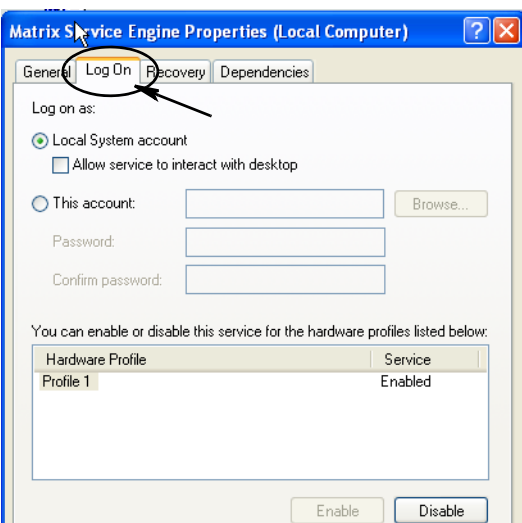 Matrix Service Engine Properties (Local Computer)
General Log On Recovery Dependencies
Log on as:
Local System account
Allow service to interact with desktop
This account:
Browse...
Password:
Confirm password:
You can enable or disable this service for the hardware profiles listed below:
Hardware Profile Service
Profile 1 Enabled
Enable Disable